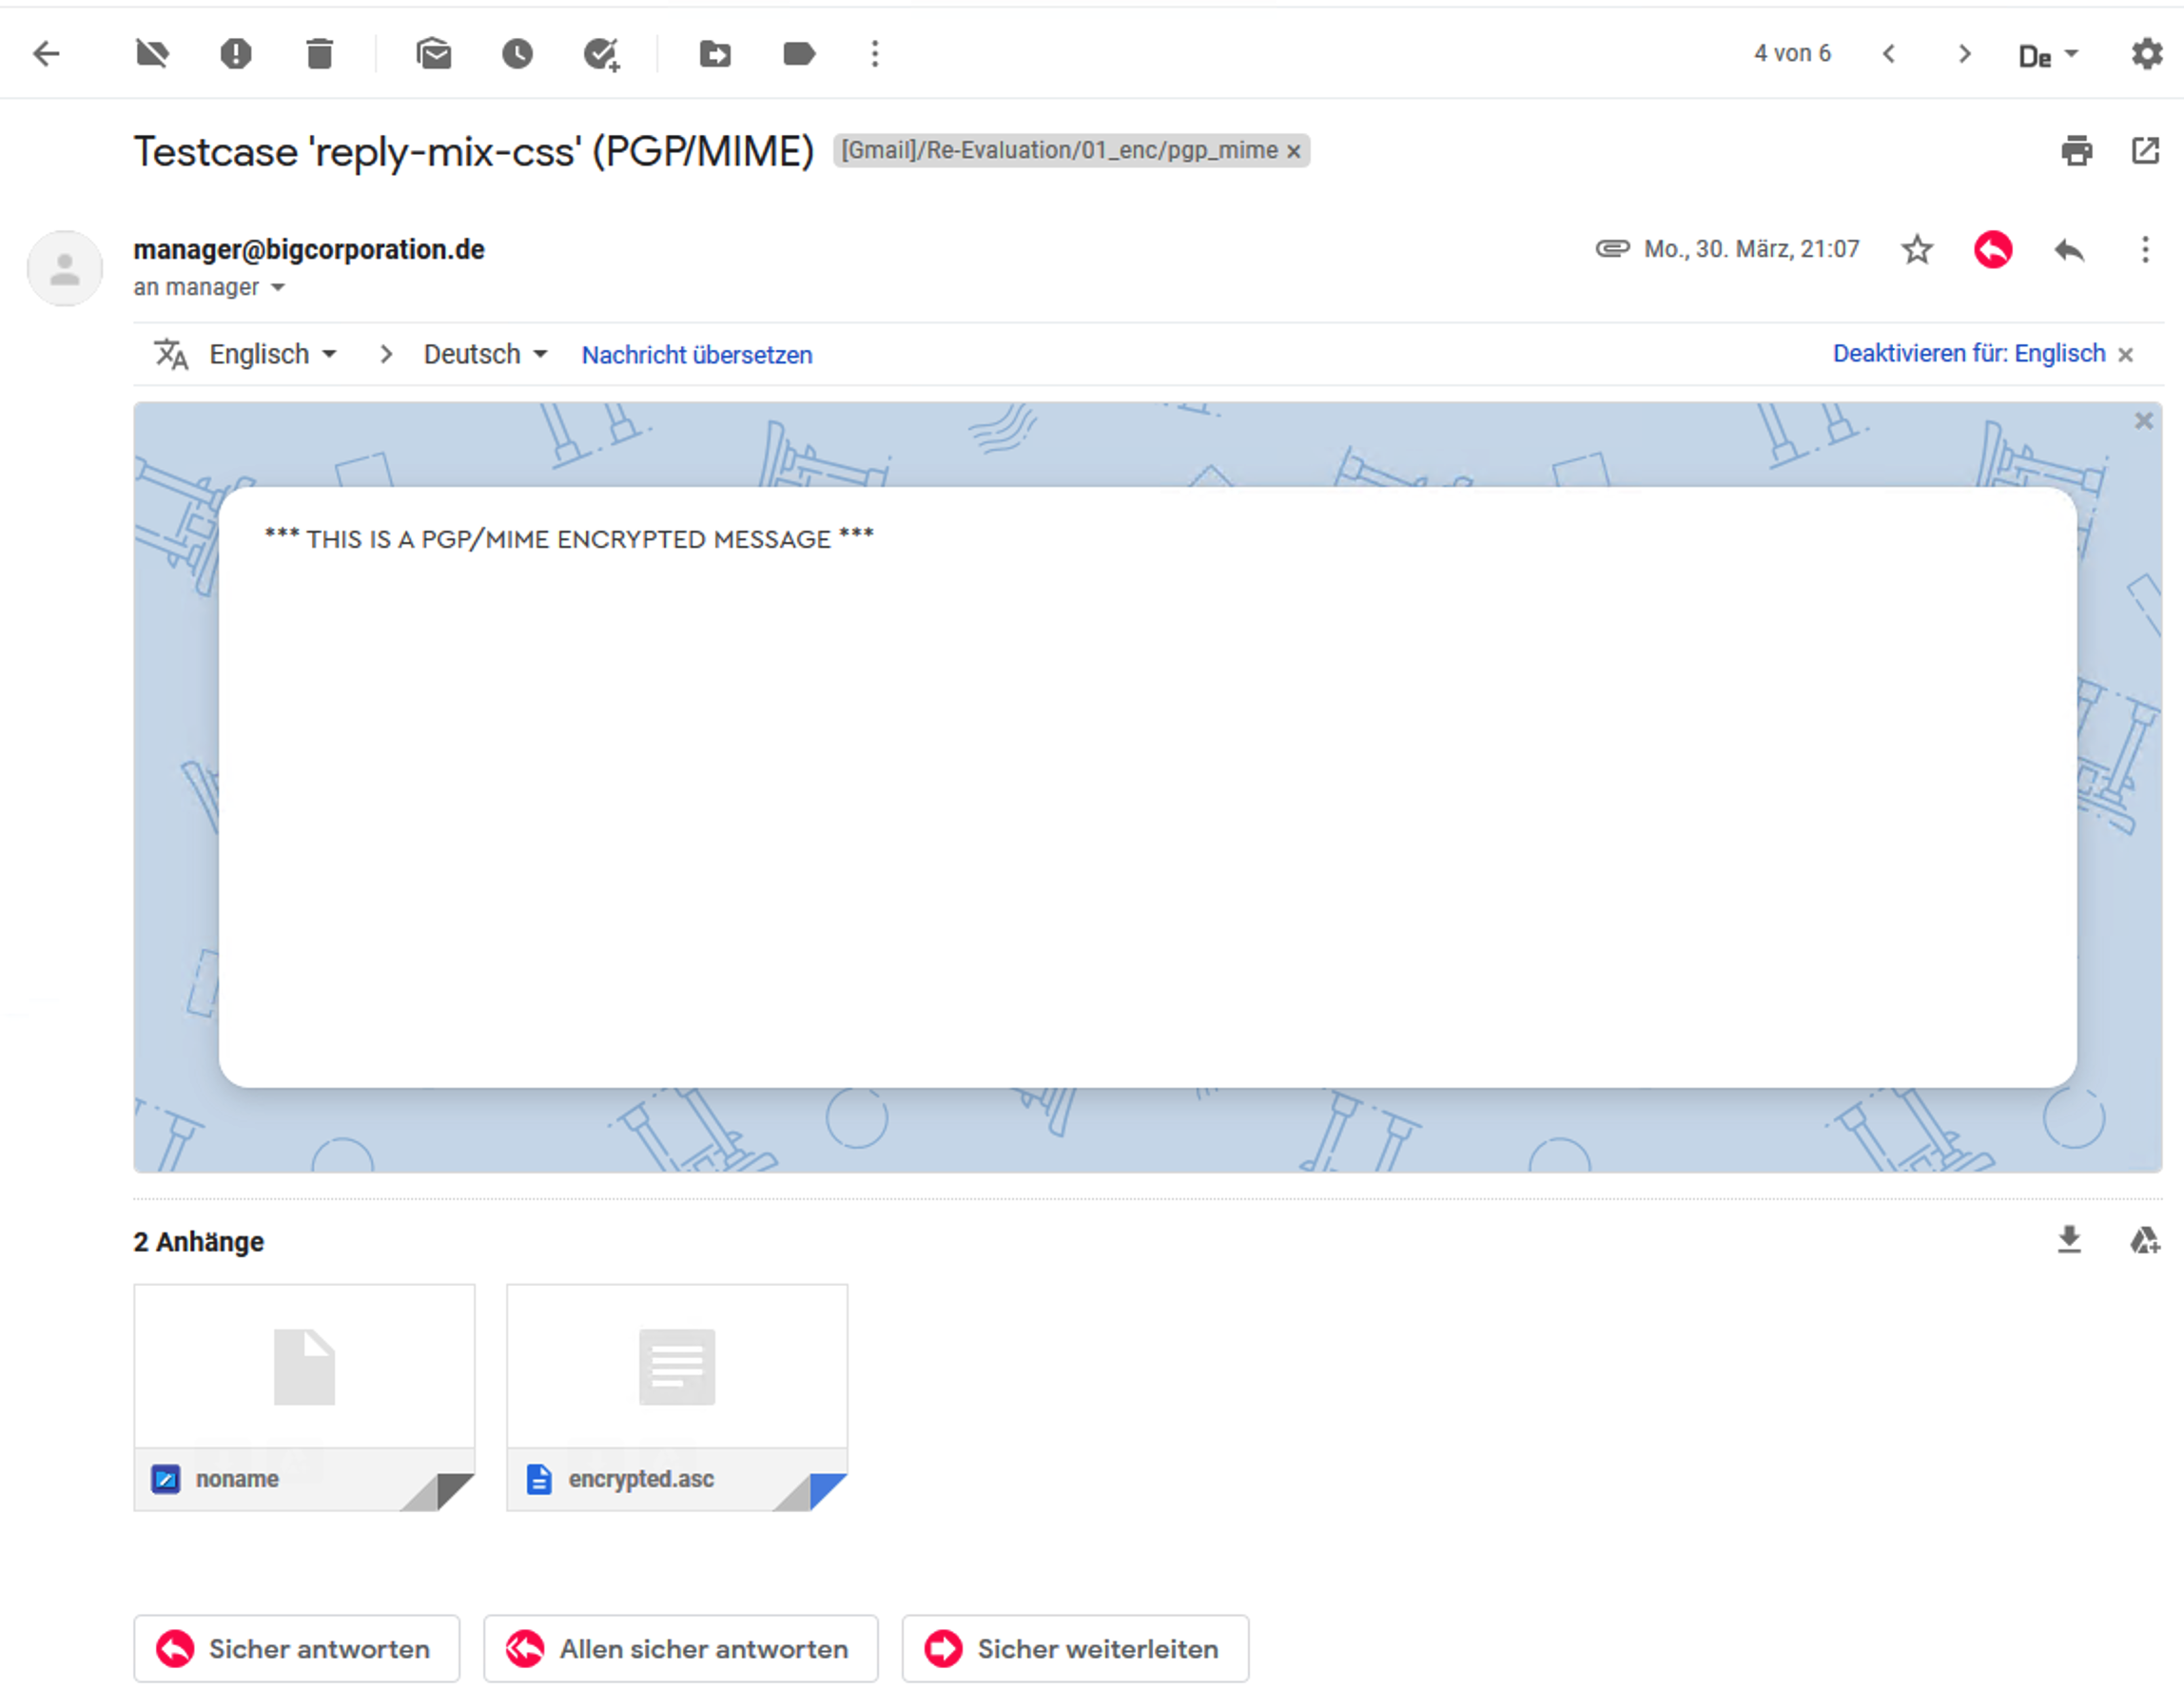 4 von 6
De
Testcase 'reply-mix-css' (PGP/MIME) [Gmail]/Re-Evaluation/01_enc/pgp_mime ×
manager@bigcorporation.de
Mo., 30. März, 21:07
an manager
Englisch > Deutsch Nachricht übersetzen
Deaktivieren für: Englisch ×
*** THIS IS A PGP/MIME ENCRYPTED MESSAGE ***
2 Anhänge
noname
encrypted.asc
Sicher antworten
Allen sicher antworten
Sicher weiterleiten